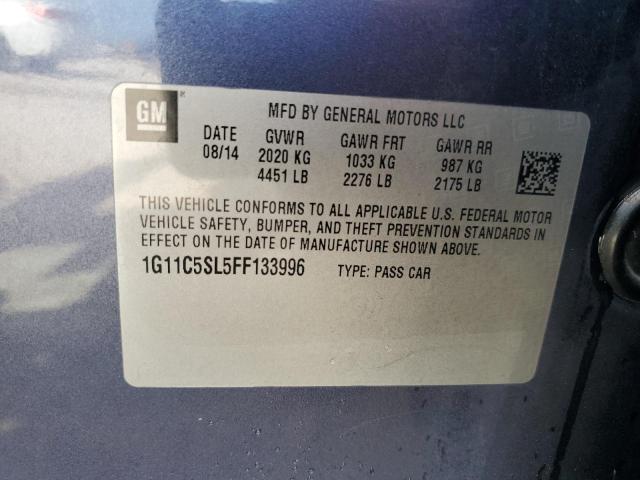 GM
MFD BY GENERAL MOTORS LLC
DATE GVWR GAWR FRT GAWR RR
08/14 2020 KG 1033 KG 987 KG
4451 LB 2276 LB 2175 LB
THIS VEHICLE CONFORMS TO ALL APPLICABLE U.S. FEDERAL MOTOR
VEHICLE SAFETY, BUMPER, AND THEFT PREVENTION STANDARDS IN
EFFECT ON THE DATE OF MANUFACTURE SHOWN ABOVE.
1G11C5SL5FF133996 TYPE: PASS CAR